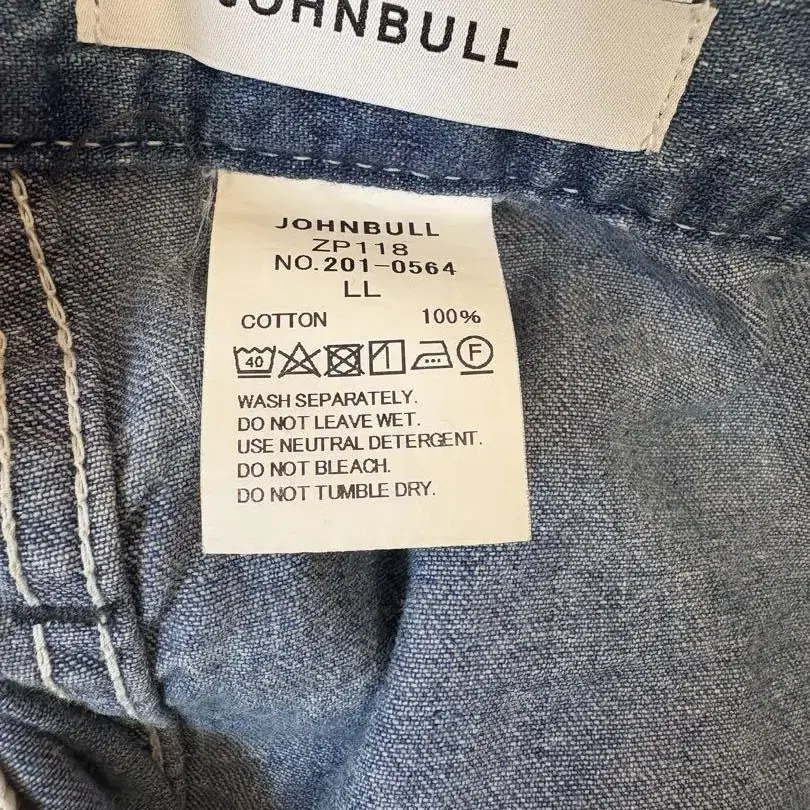 JOHNBULL
JOHNBULL
ZP118
NO.201-0564
LL
COTTON 100%
40 F
WASH SEPARATELY.
DO NOT LEAVE WET.
USE NEUTRAL DETERGENT.
DO NOT BLEACH.
DO NOT TUMBLE DRY.